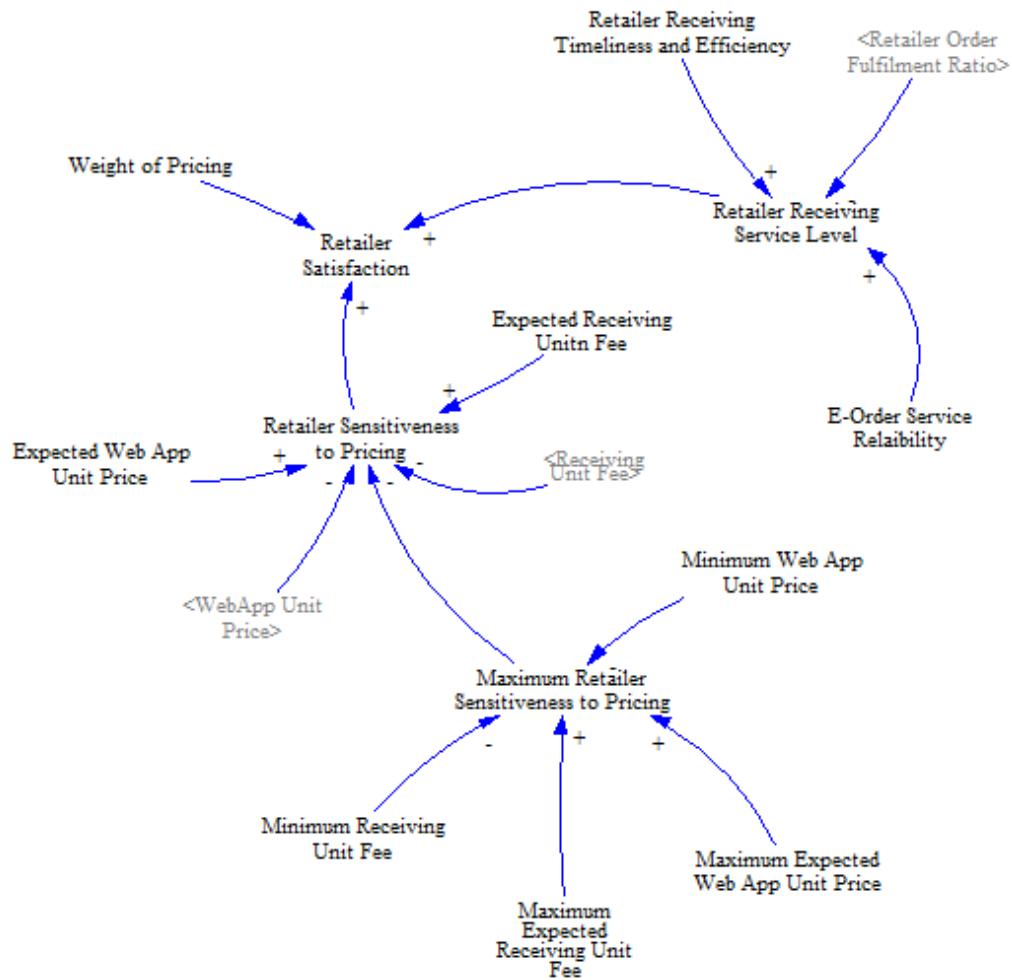 Retailer Receiving
Timeliness and Efficiency
<Retailer Order
Fulfilment Ratio>
Weight of Pricing
+
-
Retailer Receiving
Service Level
+
Retailer
Satisfaction
+
+
Expected Receiving
Unitn Fee
+
E-Order Service
Relaibility
Retailer Sensitiveness
to Pricing
Expected Web App
Unit Price
+
-
-
-
<Receiving
Unit Fee>
Minimum Web App
Unit Price
<WebApp Unit
Price>
-
Maximum Retailer
Sensitiveness to Pricing
-
+
+
Minimum Receiving
Unit Fee
Maximum Expected
Web App Unit Price
Maximum
Expected
Receiving Unit
Fee